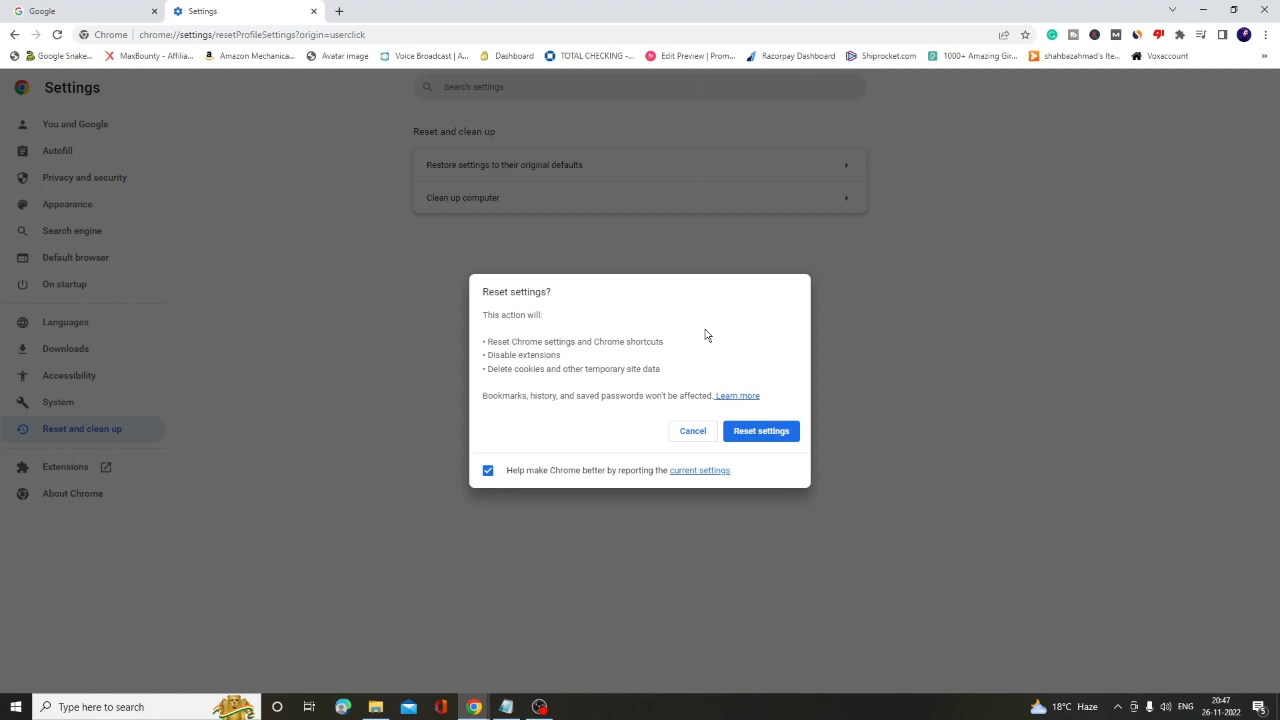 Google
Settings
Chrome | chrome://settings/resetProfileSettings?origin=userclick
Google Snake...
MaxBounty - Affilia...
Amazon Mechanica...
Avatar image
Voice Broadcast | A...
Dashboard
TOTAL CHECKING -...
Edit Preview | Prom...
Razorpay Dashboard
Shiprocket.com
1000+ Amazing Gir...
shahbazahmad's Ite...
Voxaccount
Settings
Search settings
You and Google
Autofill
Privacy and security
Appearance
Search engine
Default browser
On startup
Languages
Downloads
Accessibility
System
Reset and clean up
Extensions
About Chrome
Reset and clean up
Restore settings to their original defaults
Clean up computer
Reset settings?
This action will:
• Reset Chrome settings and Chrome shortcuts
• Disable extensions
• Delete cookies and other temporary site data
Bookmarks, history, and saved passwords won't be affected. Learn more
Cancel
Reset settings
Help make Chrome better by reporting the current settings
Type here to search
18°C Haze
ENG
20:47
26-11-2022